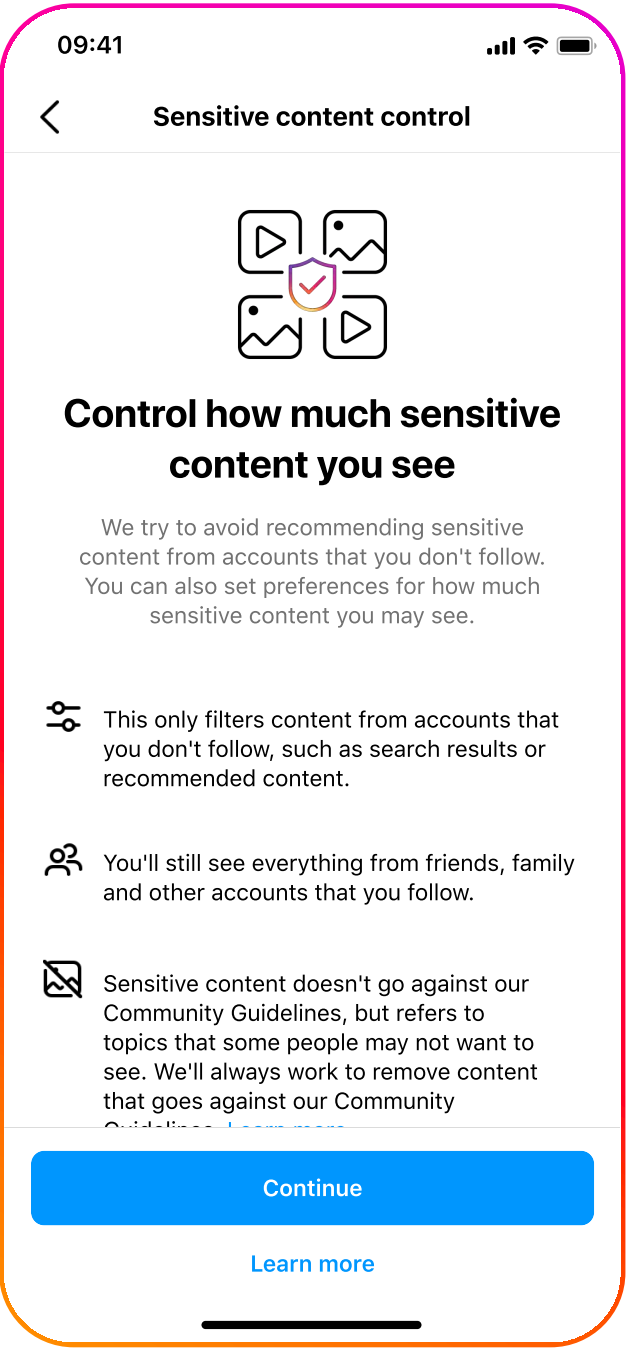 09:41
Sensitive content control
Control how much sensitive
content you see
We try to avoid recommending sensitive
content from accounts that you don't follow.
You can also set preferences for how much
sensitive content you may see.
This only filters content from accounts that
you don't follow, such as search results or
recommended content.
You'll still see everything from friends, family
and other accounts that you follow.
Sensitive content doesn't go against our
Community Guidelines, but refers to
topics that some people may not want to
see. We'll always work to remove content
that goes against our Community
Guidelines. Learn more
Continue
Learn more